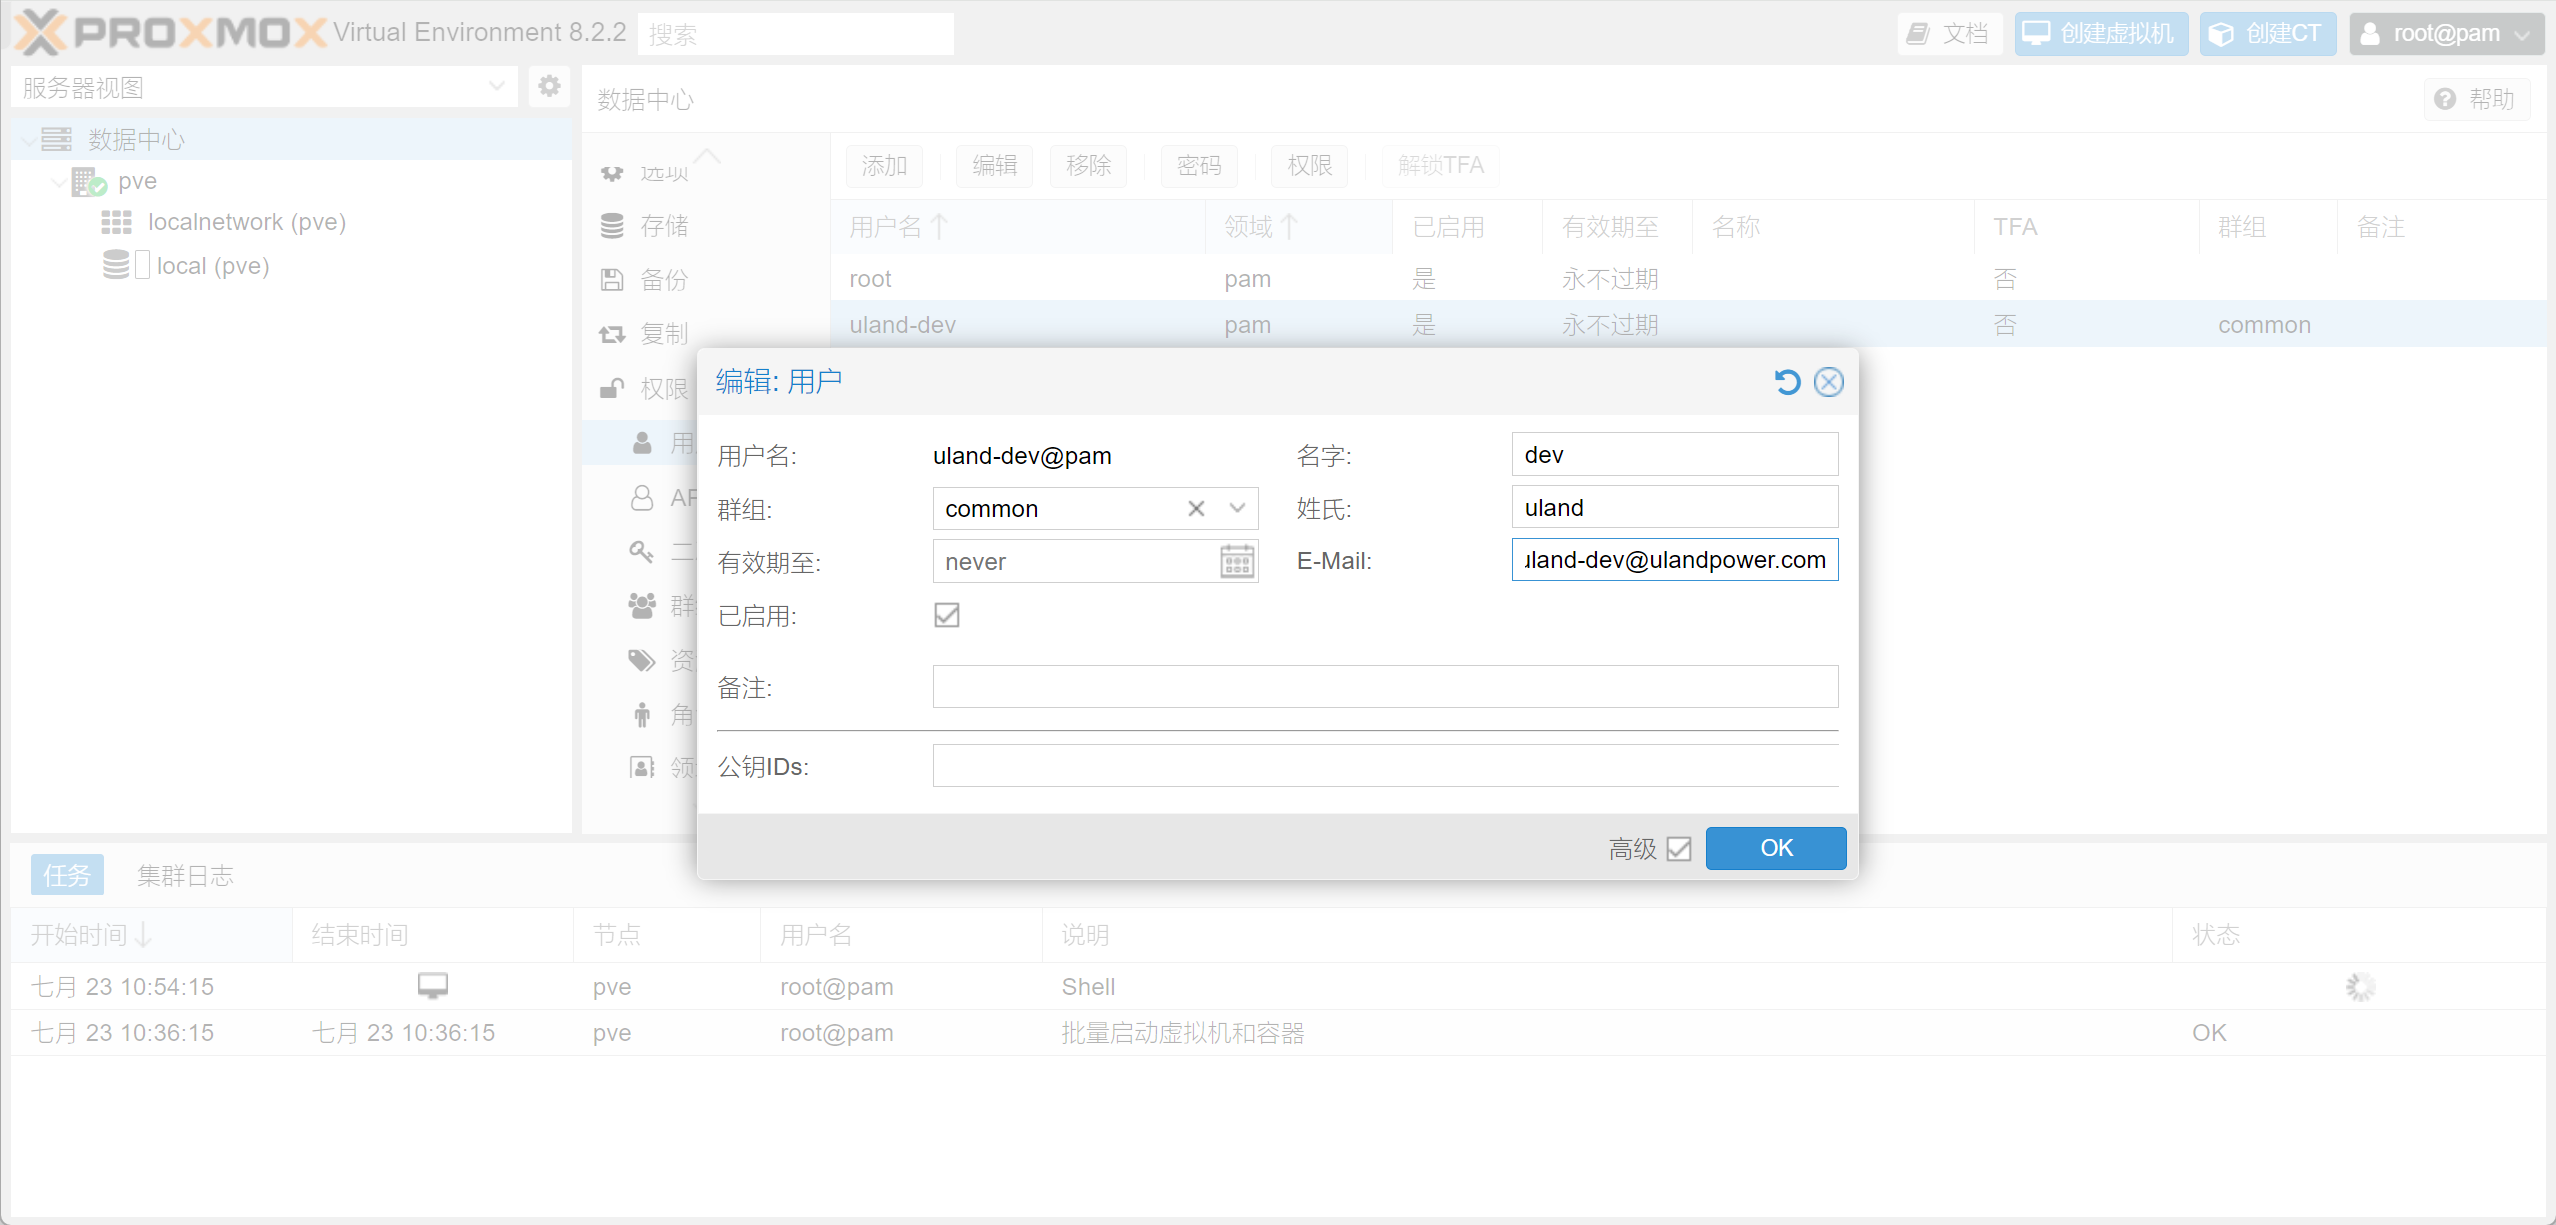 PROXMOX Virtual Environment 8.2.2 搜索 文档 创建虚拟机 创建CT root@pam
服务器视图
数据中心
pve
localnetwork (pve)
local (pve)
数据中心 帮助
选项
存储
备份
复制
权限
添加 编辑 移除 密码 权限 解锁TFA
用户名 领域 已启用 有效期至 名称 TFA 群组 备注
root pam 是 永不过期 否
uland-dev pam 是 永不过期 否 common
编辑: 用户
用户名: uland-dev@pam 名字: dev
群组: common 姓氏: uland
有效期至: never E-Mail: uland-dev@ulandpower.com
已启用:
备注:
公钥IDs:
高级 OK
任务 集群日志
开始时间 结束时间 节点 用户名 说明 状态
七月 23 10:54:15 pve root@pam Shell
七月 23 10:36:15 七月 23 10:36:15 pve root@pam 批量启动虚拟机和容器 OK